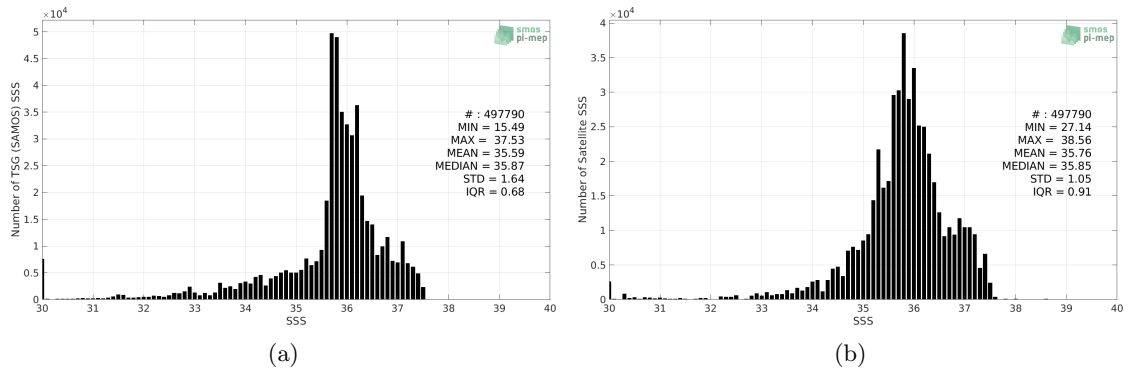 ×10⁴
5
4.5
4
3.5
3
2.5
2
1.5
1
0.5
0
Number of TSG (SAMOS) SSS
30 31 32 33 34 35 36 37 38 39 40
SSS
smos
pi-mep
# : 497790
MIN = 15.49
MAX = 37.53
MEAN = 35.59
MEDIAN = 35.87
STD = 1.64
IQR = 0.68
(a)
×10⁴
4
3.5
3
2.5
2
1.5
1
0.5
0
Number of Satellite SSS
30 31 32 33 34 35 36 37 38 39 40
SSS
smos
pi-mep
# : 497790
MIN = 27.14
MAX = 38.56
MEAN = 35.76
MEDIAN = 35.85
STD = 1.05
IQR = 0.91
(b)